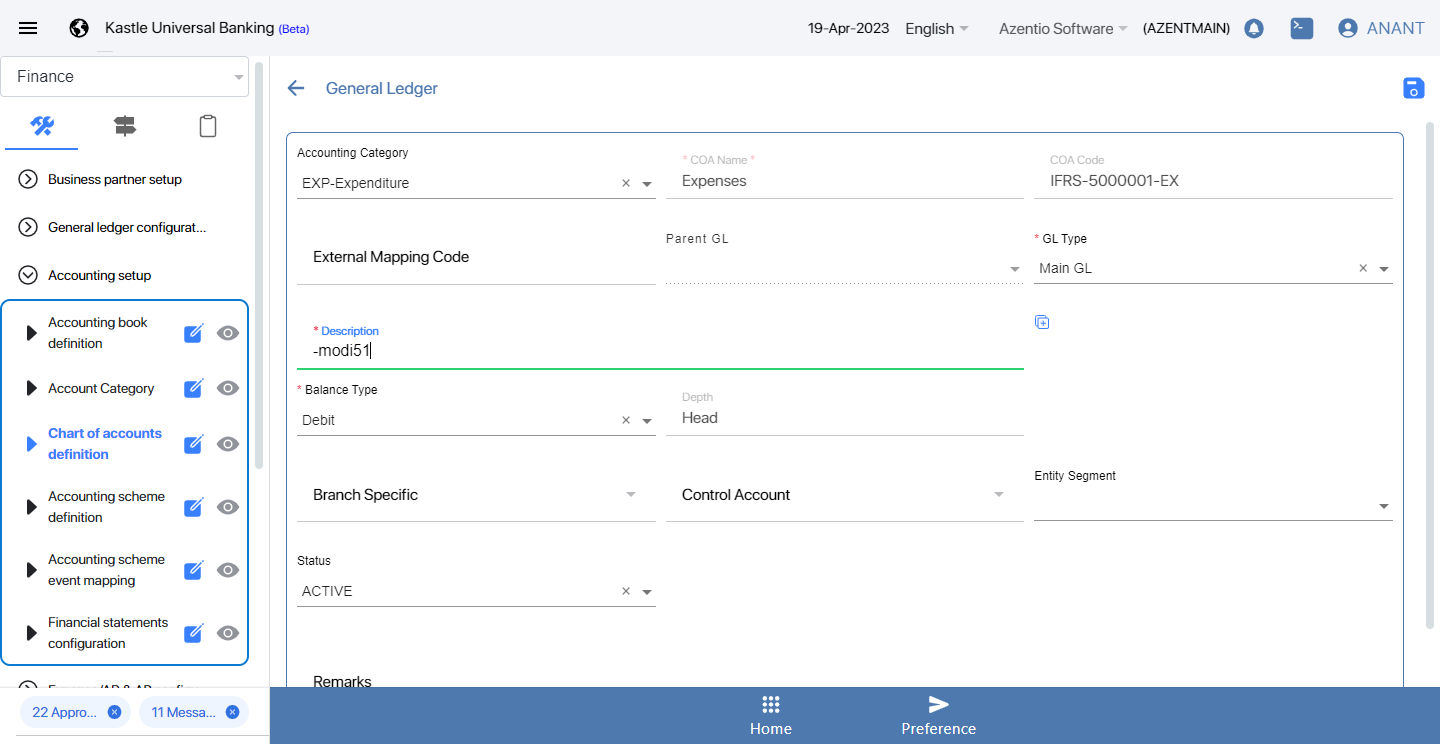 Kastle Universal Banking (Beta)
19-Apr-2023
English
Azentio Software
(AZENTMAIN)
ANANT
Finance
Business partner setup
General ledger configurat...
Accounting setup
Accounting book
definition
Account Category
Chart of accounts
definition
Accounting scheme
definition
Accounting scheme
event mapping
Financial statements
configuration
22 Appro...
11 Messa...
General Ledger
Accounting Category
EXP-Expenditure
* COA Name *
Expenses
COA Code
IFRS-5000001-EX
External Mapping Code
Parent GL
* GL Type
Main GL
* Description
-modi51
* Balance Type
Debit
Depth
Head
Branch Specific
Control Account
Entity Segment
Status
ACTIVE
Remarks
Home
Preference